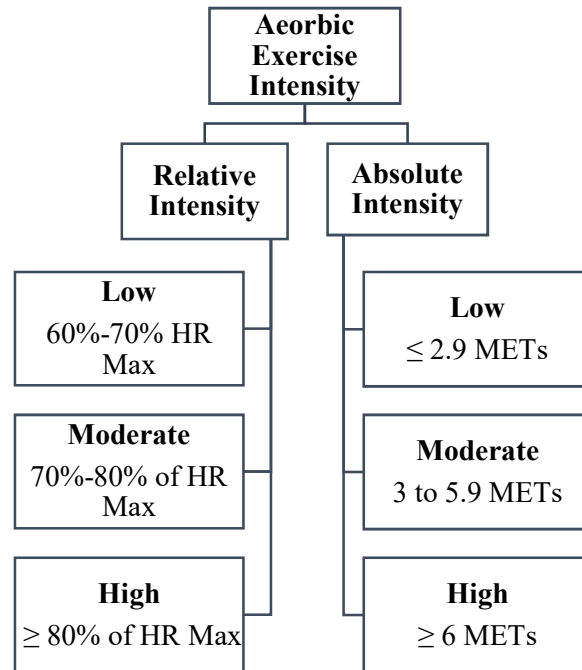 Aeorbic
Exercise
Intensity
Relative
Intensity
Absolute
Intensity
Low
60%-70% HR
Max
Low
≤ 2.9 METs
Moderate
70%-80% of HR
Max
Moderate
3 to 5.9 METs
High
≥ 80% of HR Max
High
≥ 6 METs